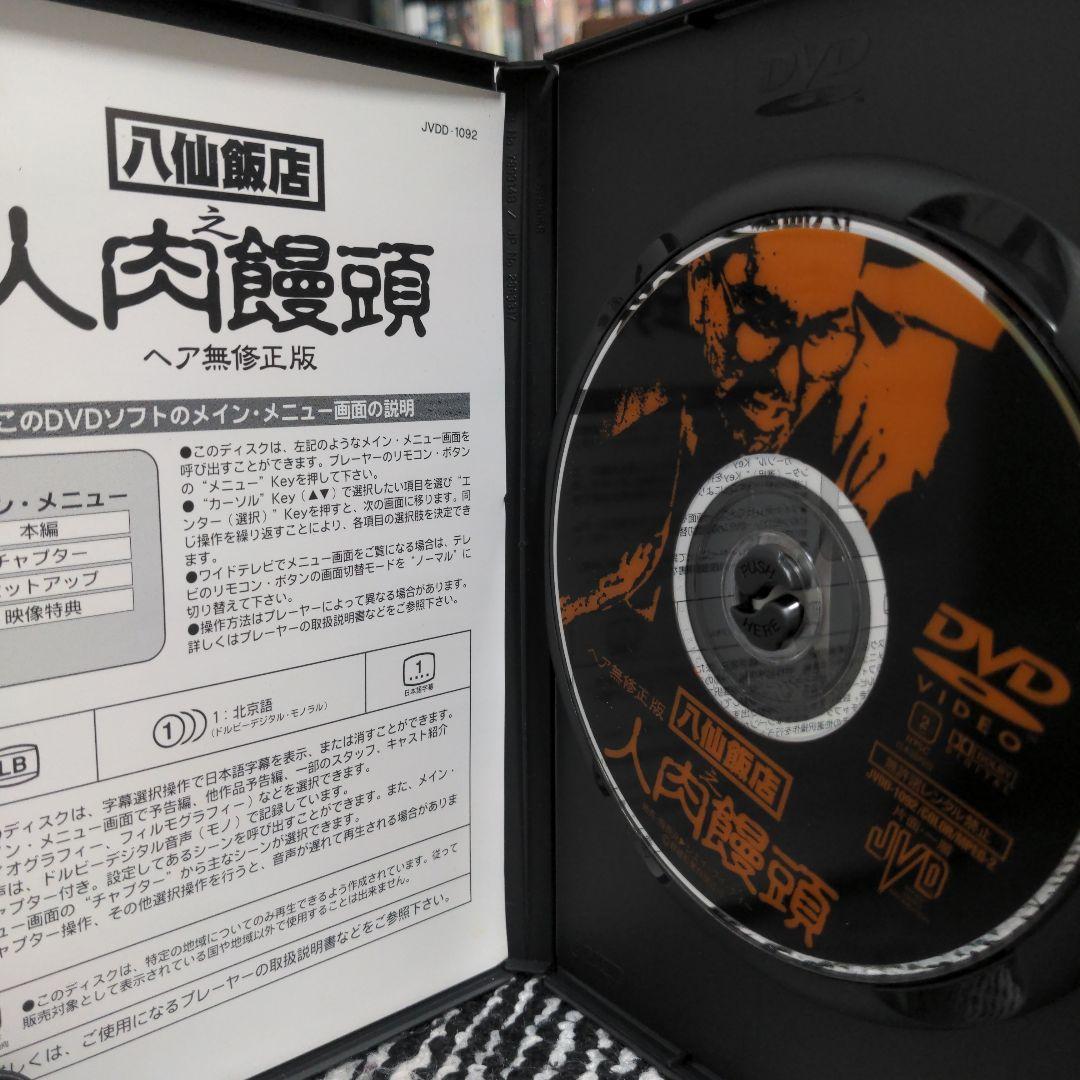 JVDD-1092
八仙飯店
之
人肉饅頭
ヘア無修正版
このDVDソフトのメイン・メニュー画面の説明
ン・メニュー
本編
チャプター
セットアップ
映像特典
●このディスクは、左記のようなメイン・メニュー画面を
呼び出すことができます。プレーヤーのリモコン・ボタン
の“メニュー”Keyを押して下さい。
●“カーソル”Key(▲▼)で選択したい項目を選び“エ
ンター(選択)”Keyを押すと、次の画面に移ります。同
じ操作を繰り返すことにより、各項目の選択肢を決定でき
ます。
●ワイドテレビでメニュー画面をご覧になる場合は、テレ
ビのリモコン・ボタンの画面切替モードを“ノーマル”に
切り替えて下さい。
●操作方法はプレーヤーによって異なる場合があります。
詳しくはプレーヤーの取扱説明書などをご参照下さい。
LB
1
1:北京語
(ドルビーデジタル・モノラル)
1
日本語字幕
のディスクは、字幕選択操作で日本語字幕を表示、または消すことができます。
ン・メニュー画面で予告編、他作品予告編、一部のスタッフ、キャスト紹介
ィオグラフィー、フィルモグラフィー)などを選択できます。
声は、ドルビーデジタル音声(モノ)で記録しています。
ャプター付き。設定してあるシーンを呼び出すことができます。また、メイン・
ュー画面の“チャプター”から主なシーンが選択できます。
ャプター操作、その他選択操作を行うと、音声が遅れて再生される場合がありま
●このディスクは、特定の地域についてのみ再生できるよう作成されています。従って
販売対象として表示されている国や地域以外で使用することは出来ません。
しくは、ご使用になるプレーヤーの取扱説明書などをご参照下さい。
DVD
PUSH
HERE
DVD
VIDEO
2
ヘア無修正版
八仙飯店
之
人肉饅頭
JVDD-1092/COLOR/MPEG-2
片面・一層
JVD